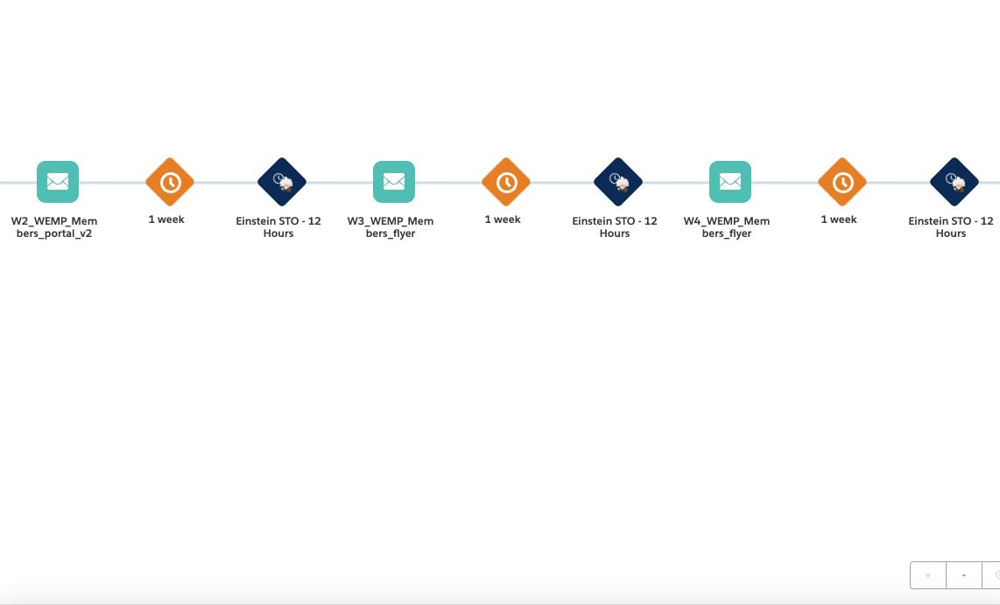 W2_WEMP_Mem
bers_portal_v2
1 week
Einstein STO - 12
Hours
W3_WEMP_Mem
bers_flyer
1 week
Einstein STO - 12
Hours
W4_WEMP_Mem
bers_flyer
1 week
Einstein STO - 12
Hours
+
-